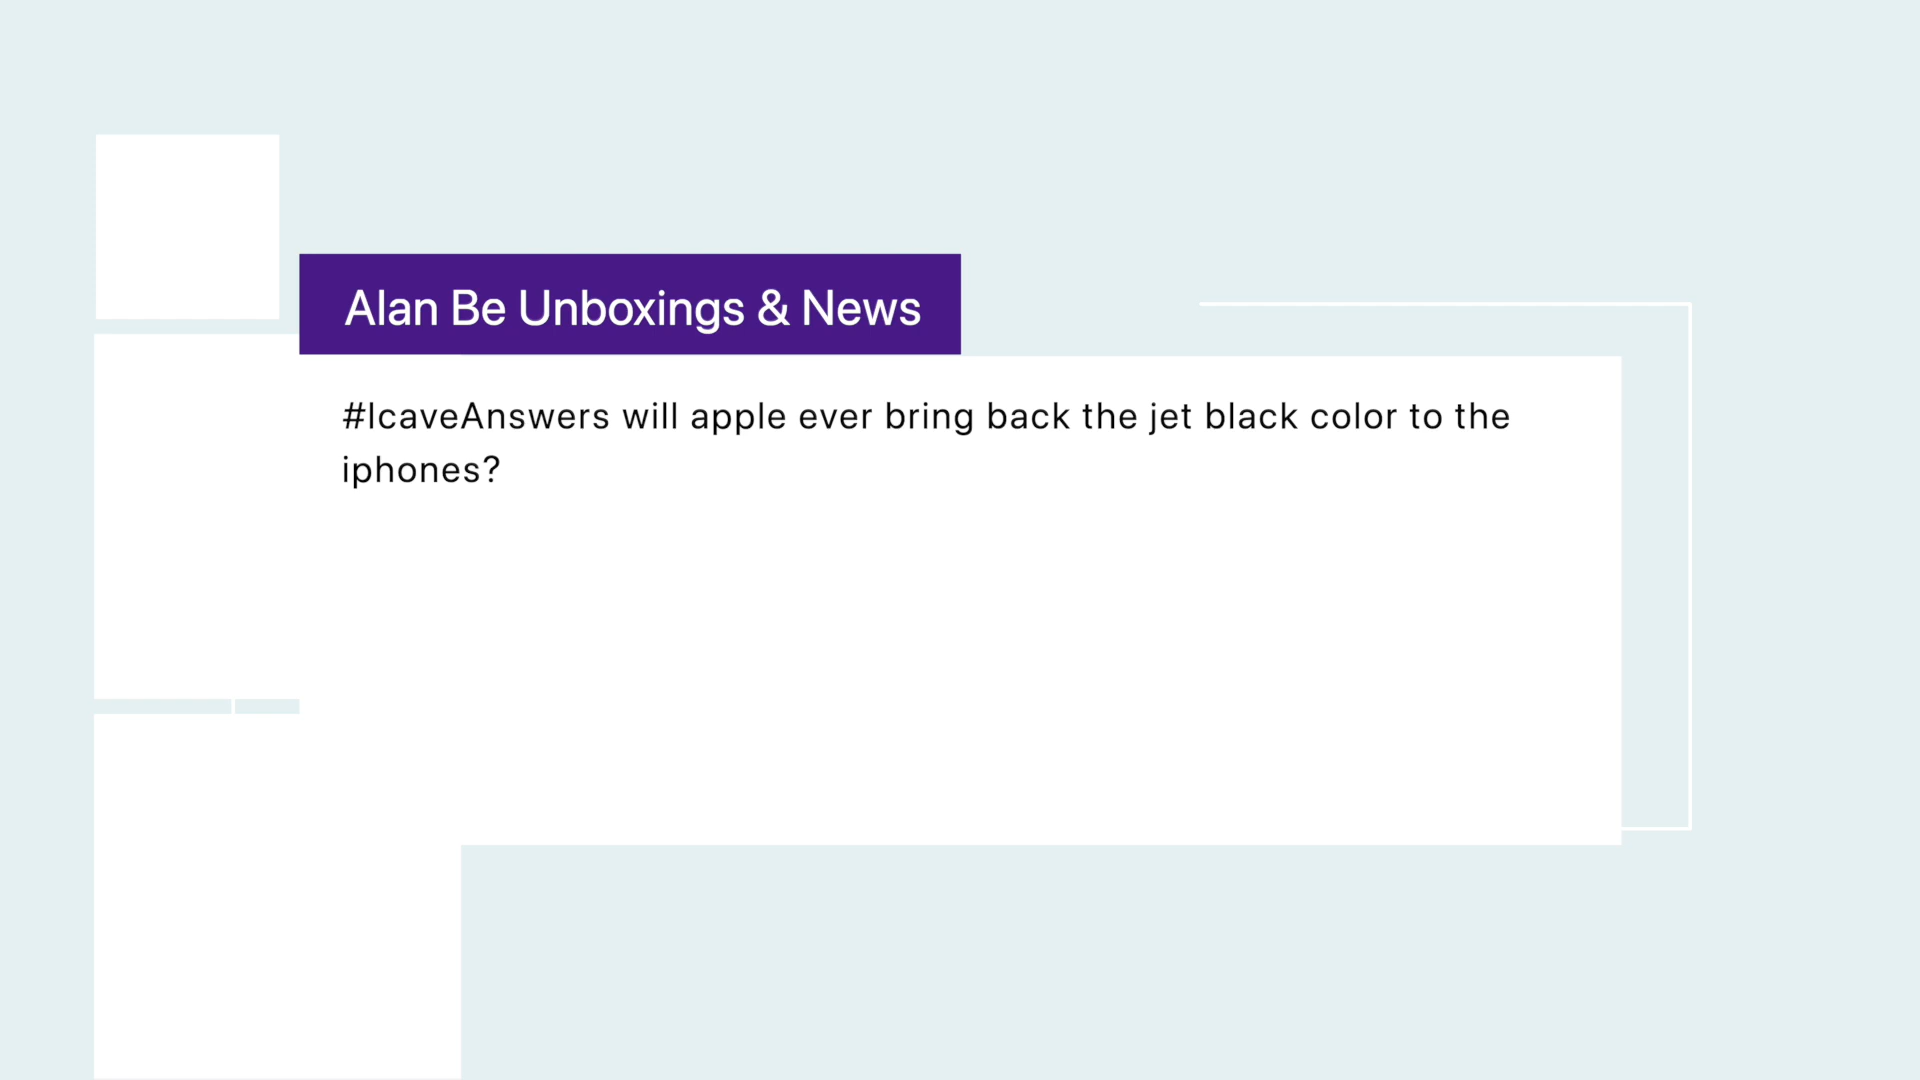 Alan Be Unboxings & News
#IcaveAnswers will apple ever bring back the jet black color to the
iphones?